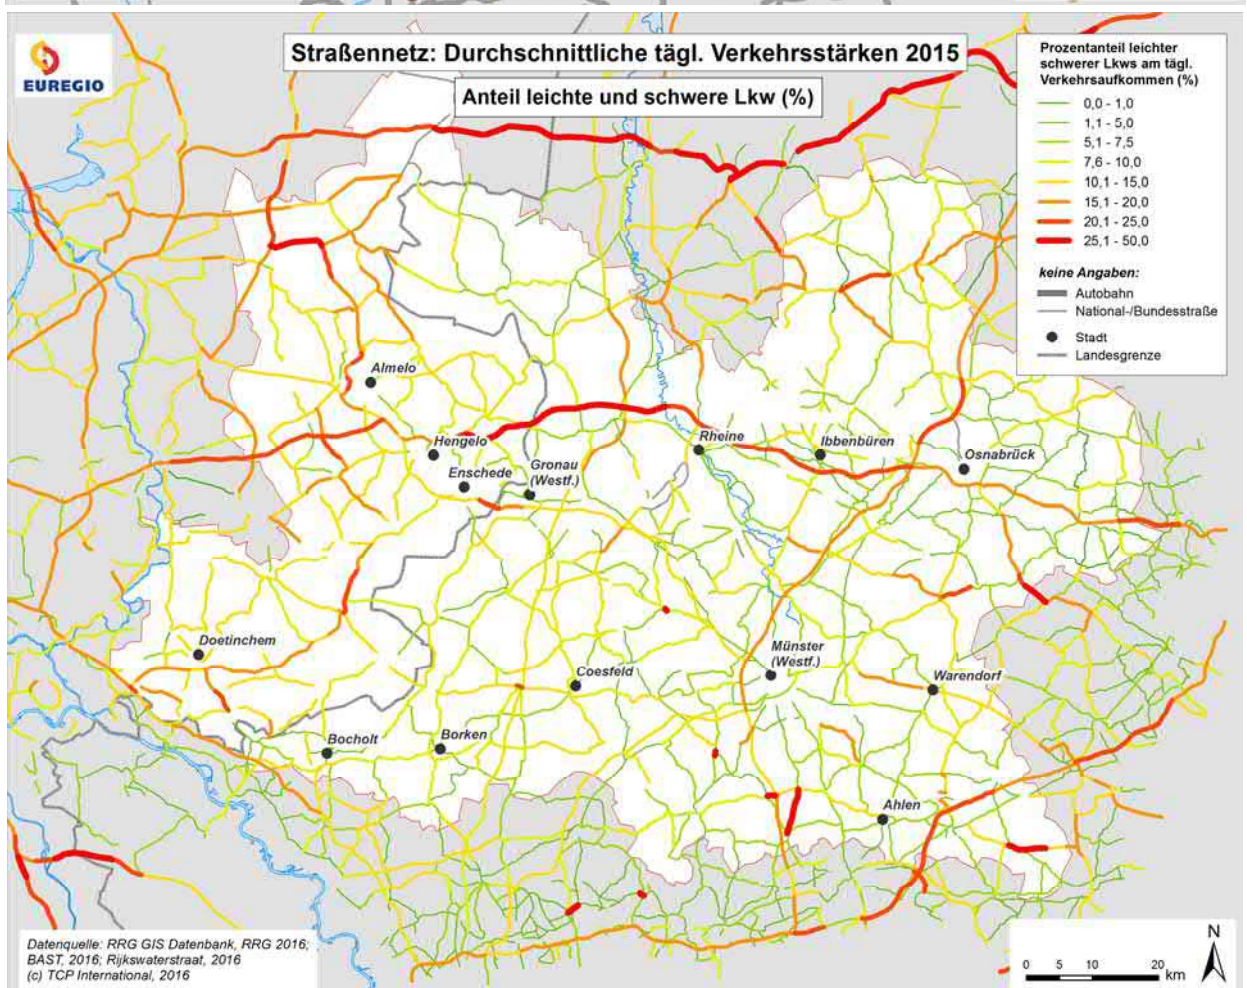 EUREGIO
Straßennetz: Durchschnittliche tägl. Verkehrsstärken 2015
Anteil leichte und schwere Lkw (%)
Prozentanteil leichter
schwerer Lkws am tägl.
Verkehrsaufkommen (%)
0,0 - 1,0
1,1 - 5,0
5,1 - 7,5
7,6 - 10,0
10,1 - 15,0
15,1 - 20,0
20,1 - 25,0
25,1 - 50,0
keine Angaben:
Autobahn
National-/Bundesstraße
Stadt
Landesgrenze
Almelo
Hengelo
Enschede
Gronau
(Westf.)
Rheine
Ibbenbüren
Osnabrück
Doetinchem
Coesfeld
Münster
(Westf.)
Warendorf
Bocholt
Borken
Ahlen
Datenquelle: RRG GIS Datenbank, RRG 2016;
BAST, 2016; Rijkswaterstraat, 2016
(c) TCP International, 2016
N
0 5 10 20
km